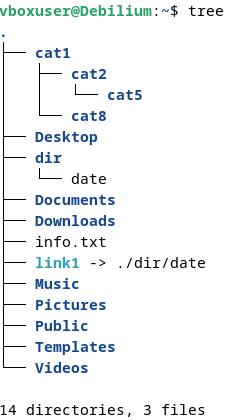 vboxuser@Debilium:~$ tree
.
├── cat1
│   ├── cat2
│   │   └── cat5
│   └── cat8
├── Desktop
├── dir
│   └── date
├── Documents
├── Downloads
├── info.txt
├── link1 -> ./dir/date
├── Music
├── Pictures
├── Public
├── Templates
└── Videos

14 directories, 3 files